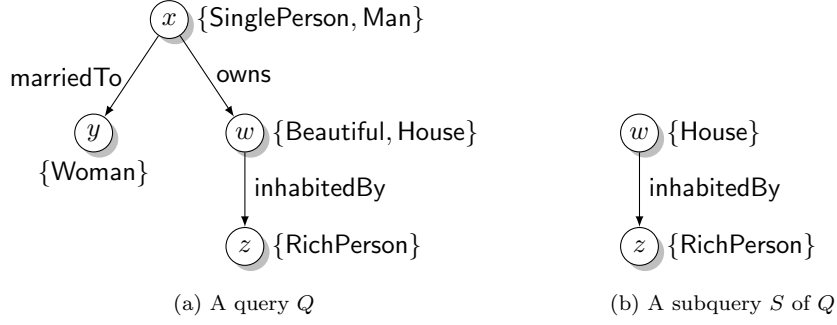 x {SinglePerson, Man}
marriedTo owns
y w {Beautiful, House} w {House}
{Woman}
inhabitedBy inhabitedBy
z {RichPerson} z {RichPerson}
(a) A query Q (b) A subquery S of Q